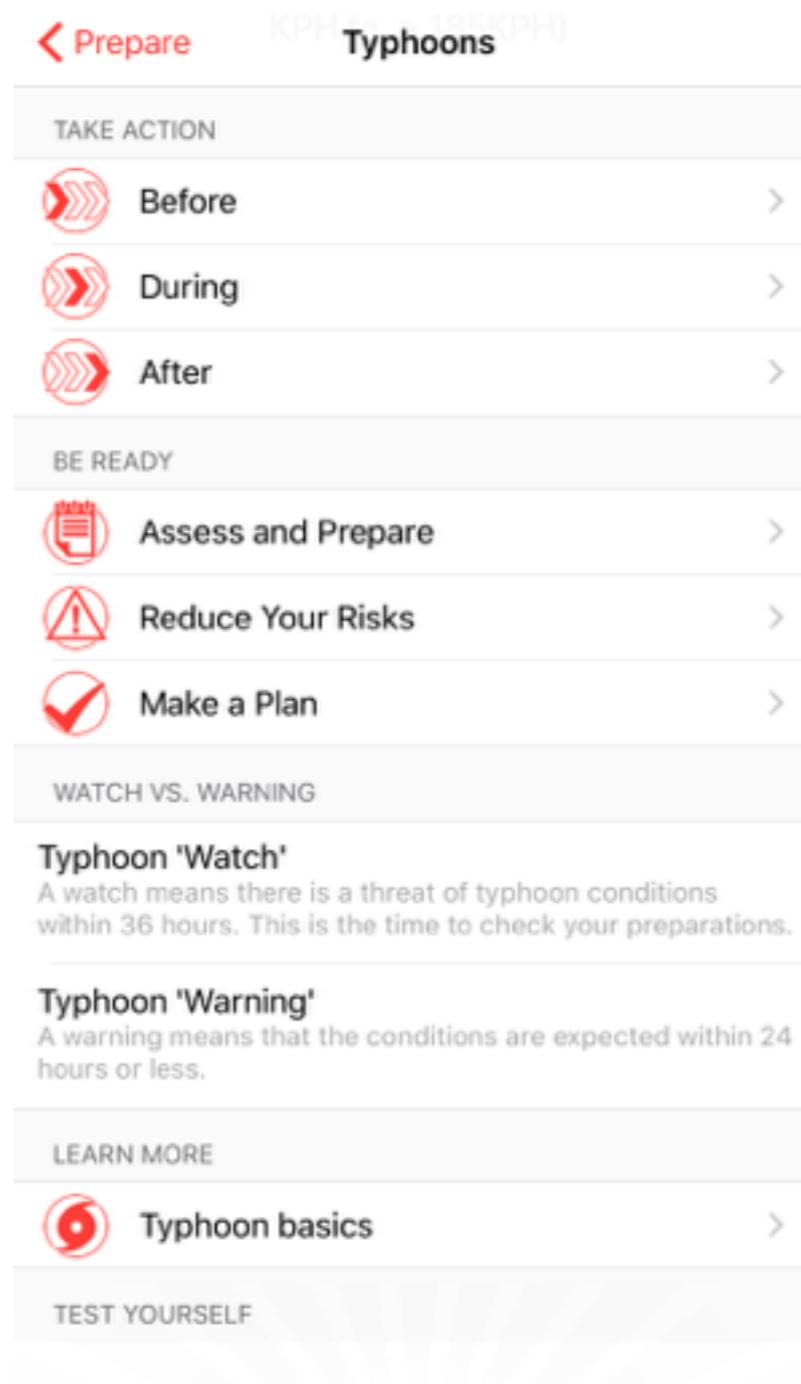 KPH to > 185KPH)
Prepare
Typhoons
TAKE ACTION
Before
During
After
BE READY
Assess and Prepare
Reduce Your Risks
Make a Plan
WATCH VS. WARNING
Typhoon 'Watch'
A watch means there is a threat of typhoon conditions
within 36 hours. This is the time to check your preparations.
Typhoon 'Warning'
A warning means that the conditions are expected within 24
hours or less.
LEARN MORE
Typhoon basics
TEST YOURSELF